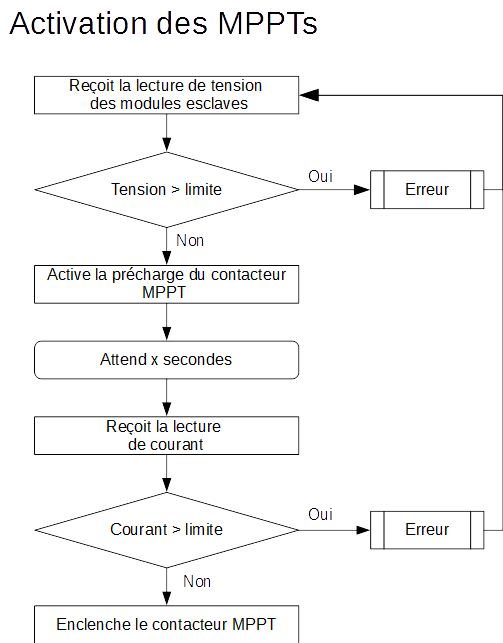 Activation des MPPTs
Reçoit la lecture de tension
des modules esclaves
Tension > limite
Oui
Erreur
Non
Active la précharge du contacteur
MPPT
Attend x secondes
Reçoit la lecture
de courant
Courant > limite
Oui
Erreur
Non
Enclenche le contacteur MPPT